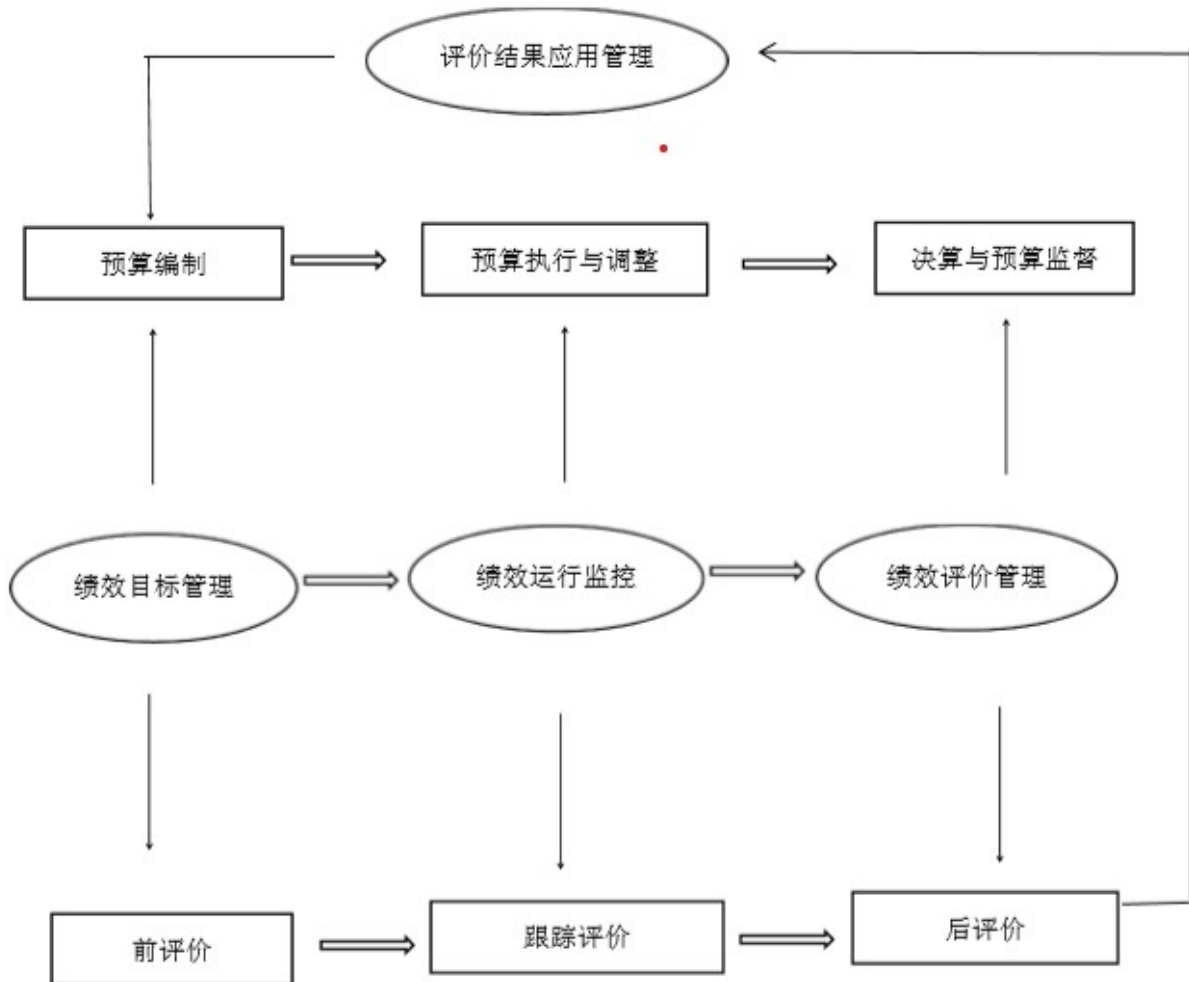 评价结果应用管理
预算编制
预算执行与调整
决算与预算监督
绩效目标管理
绩效运行监控
绩效评价管理
前评价
跟踪评价
后评价